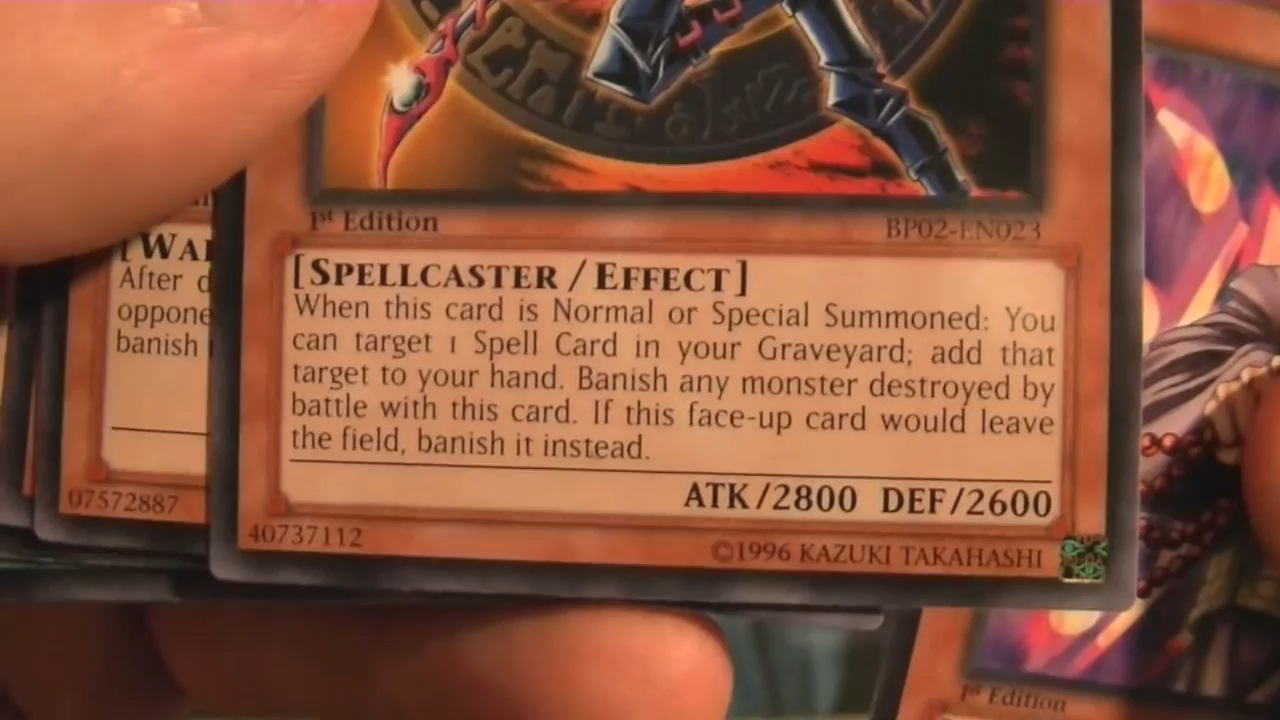 1st Edition
BP02-EN023
[SPELLCASTER / EFFECT]
When this card is Normal or Special Summoned: You
can target 1 Spell Card in your Graveyard; add that
target to your hand. Banish any monster destroyed by
battle with this card. If this face-up card would leave
the field, banish it instead.
ATK/2800 DEF/2600
40737112
©1996 KAZUKI TAKAHASHI
[WA
After d
oppone
banish
07572887
1st Edition